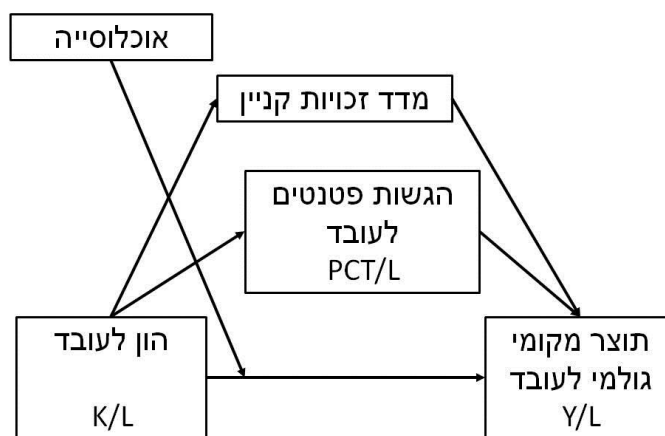 אוכלוסייה
מדד זכויות קניין
הגשות פטנטים
לעובד
PCT/L
הון לעובד
K/L
תוצר מקומי
גולמי לעובד
Y/L